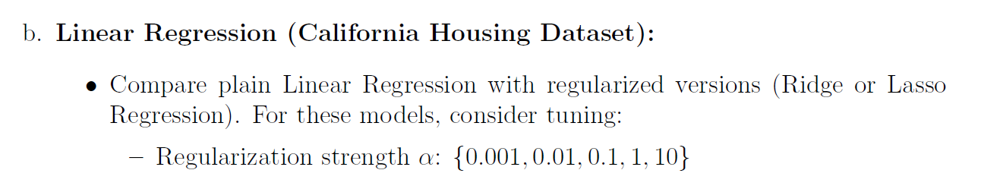 b. Linear Regression (California Housing Dataset):
• Compare plain Linear Regression with regularized versions (Ridge or Lasso
Regression). For these models, consider tuning:
– Regularization strength α: {0.001, 0.01, 0.1, 1, 10}